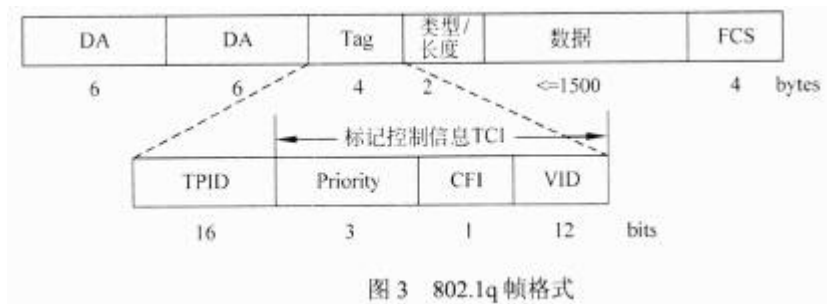 DA DA Tag 类型/长度 数据 FCS
6 6 4 2 <=1500 4 bytes
标记控制信息TCI
TPID Priority CFI VID
16 3 1 12 bits
图 3 802.1q 帧格式